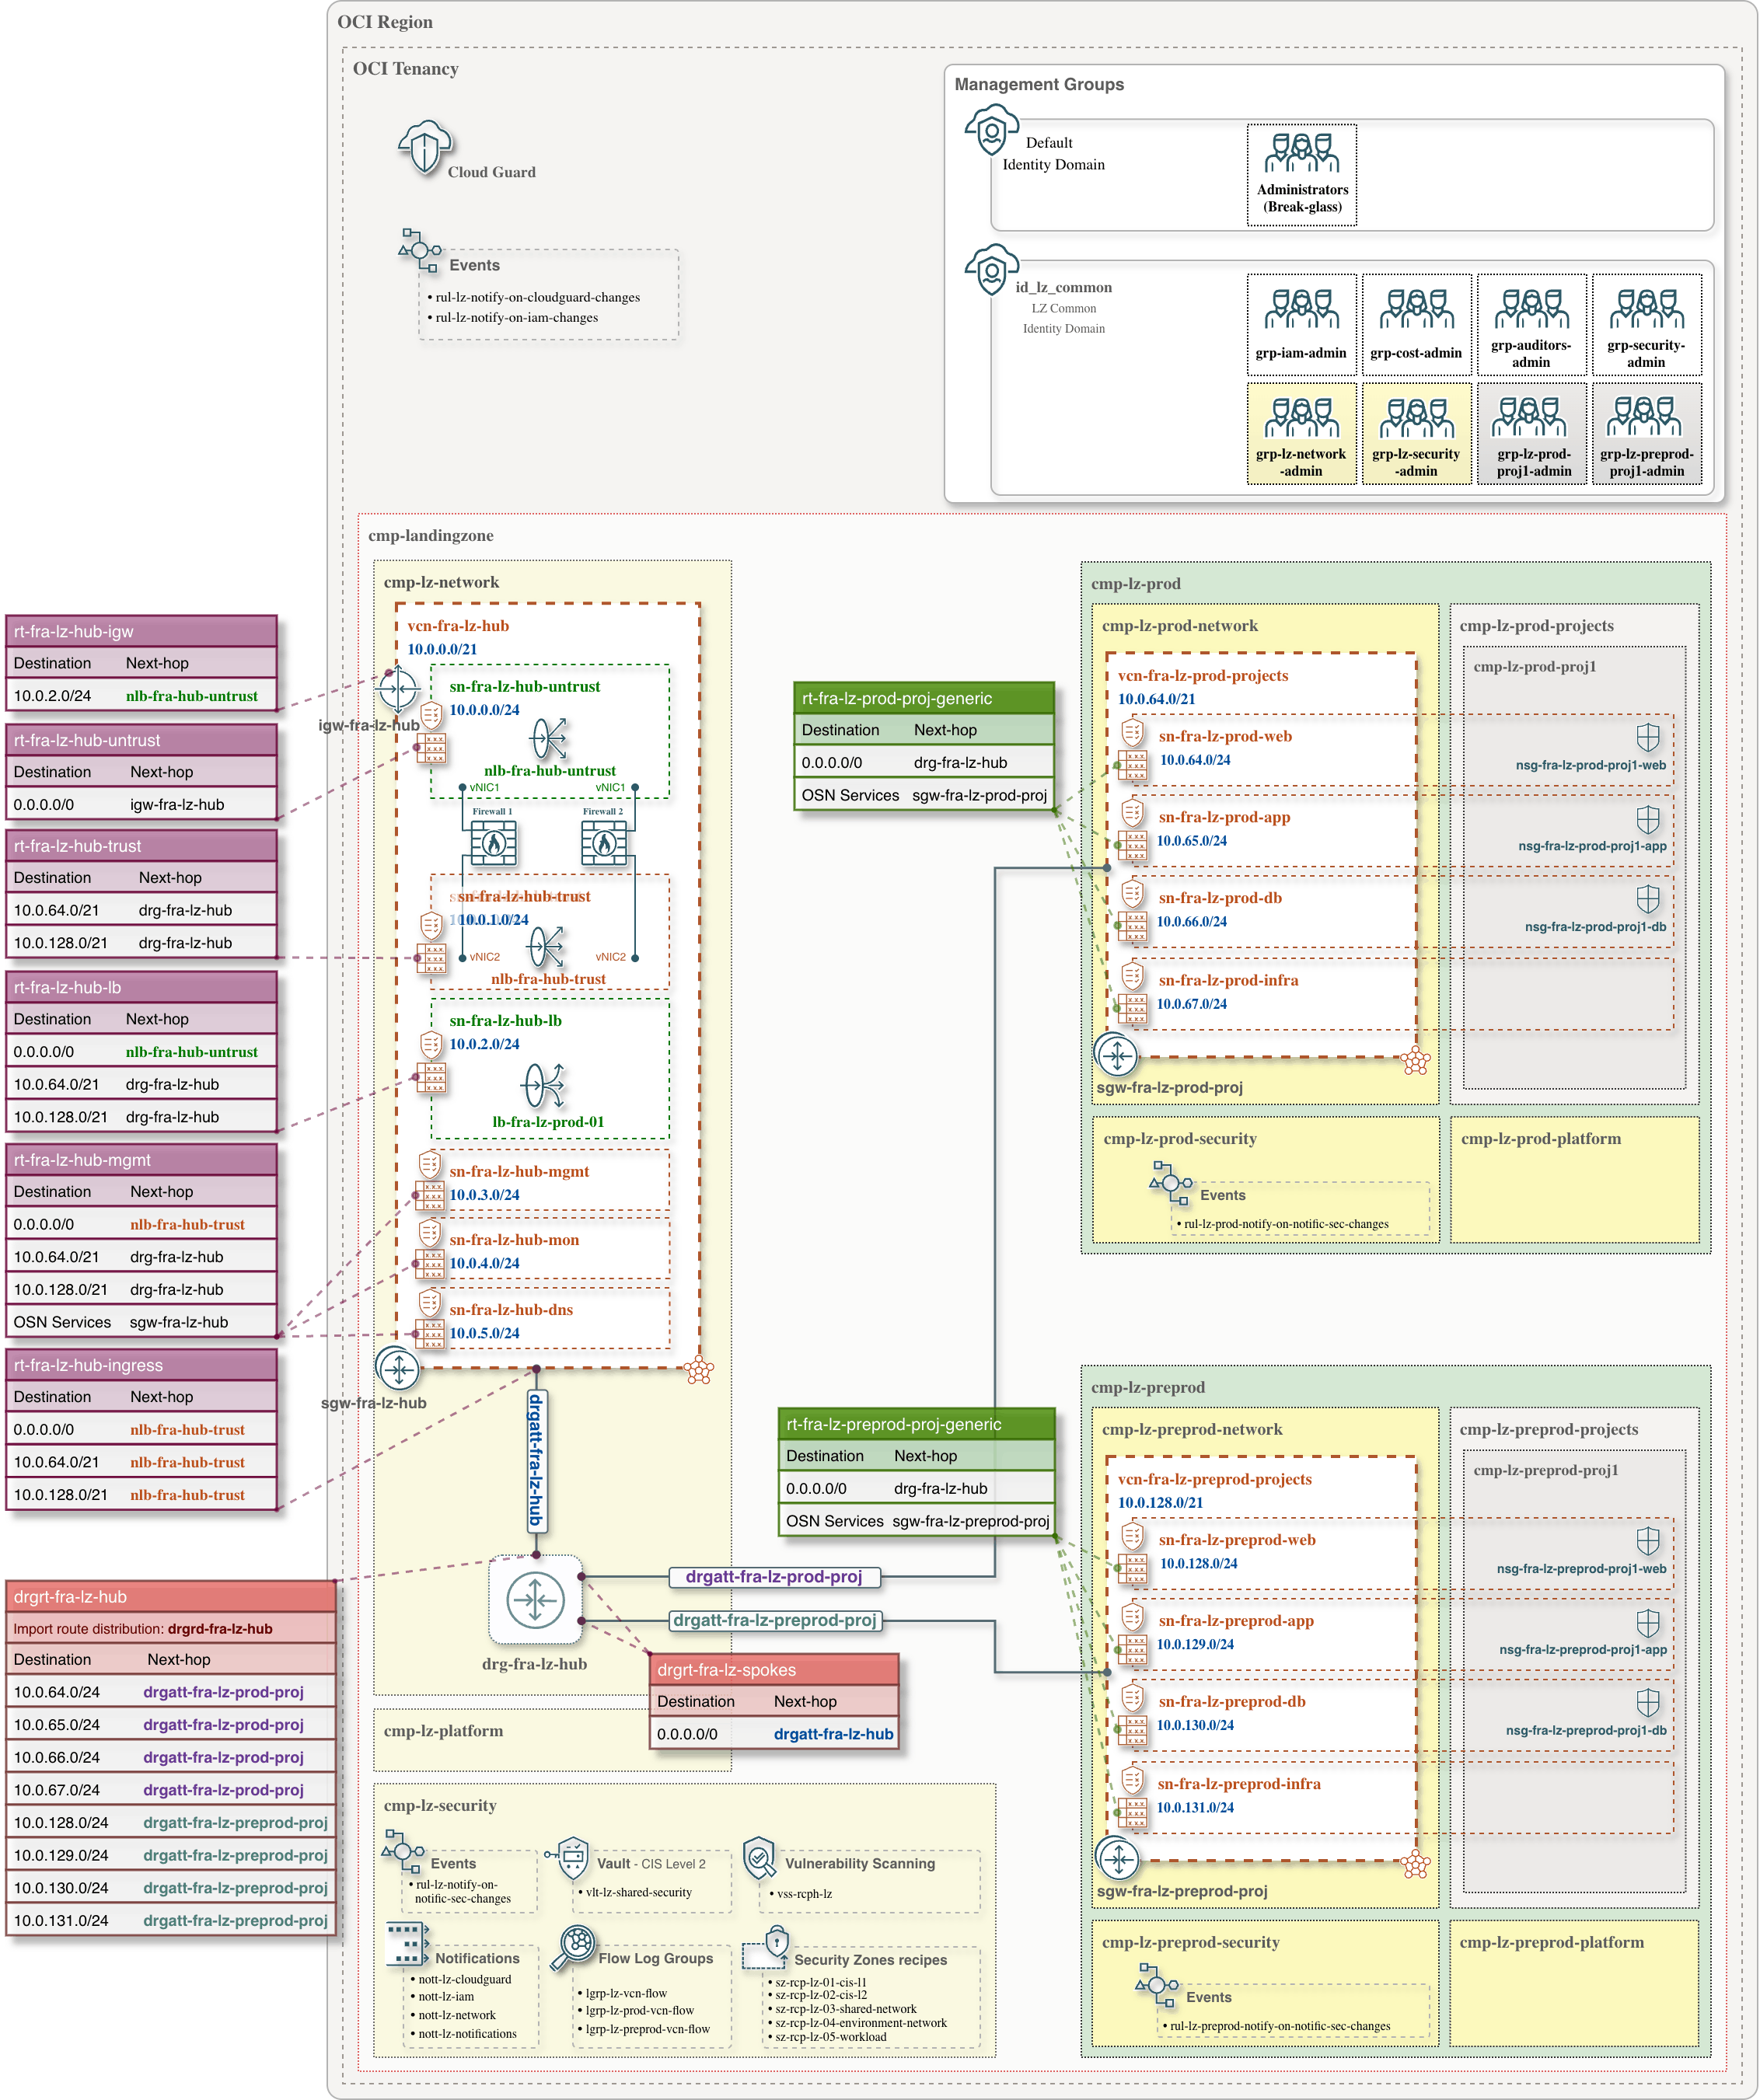 OCI Region
OCI Tenancy
Cloud Guard
Events
• rul-lz-notify-on-cloudguard-changes
• rul-lz-notify-on-iam-changes
Management Groups
Default
Identity Domain
Administrators
(Break-glass)
id_lz_common
LZ Common
Identity Domain
grp-iam-admin
grp-cost-admin
grp-auditors-
admin
grp-security-
admin
grp-lz-network
-admin
grp-lz-security
-admin
grp-lz-prod-
proj1-admin
grp-lz-preprod-
proj1-admin
cmp-landingzone
cmp-lz-network
vcn-fra-lz-hub
10.0.0.0/21
igw-fra-lz-hub
sn-fra-lz-hub-untrust
10.0.0.0/24
nlb-fra-hub-untrust
vNIC1
vNIC1
Firewall 1
Firewall 2
sn-fra-lz-hub-trust
10.0.1.0/24
vNIC2
vNIC2
nlb-fra-hub-trust
sn-fra-lz-hub-lb
10.0.2.0/24
lb-fra-lz-prod-01
sn-fra-lz-hub-mgmt
10.0.3.0/24
sn-fra-lz-hub-mon
10.0.4.0/24
sn-fra-lz-hub-dns
10.0.5.0/24
sgw-fra-lz-hub
drgatt-fra-lz-hub
drg-fra-lz-hub
drgatt-fra-lz-prod-proj
drgatt-fra-lz-preprod-proj
rt-fra-lz-hub-igw
Destination Next-hop
10.0.2.0/24 nlb-fra-hub-untrust
rt-fra-lz-hub-untrust
Destination Next-hop
0.0.0.0/0 igw-fra-lz-hub
rt-fra-lz-hub-trust
Destination Next-hop
10.0.64.0/21 drg-fra-lz-hub
10.0.128.0/21 drg-fra-lz-hub
rt-fra-lz-hub-lb
Destination Next-hop
0.0.0.0/0 nlb-fra-hub-untrust
10.0.64.0/21 drg-fra-lz-hub
10.0.128.0/21 drg-fra-lz-hub
rt-fra-lz-hub-mgmt
Destination Next-hop
0.0.0.0/0 nlb-fra-hub-trust
10.0.64.0/21 drg-fra-lz-hub
10.0.128.0/21 drg-fra-lz-hub
OSN Services sgw-fra-lz-hub
rt-fra-lz-hub-ingress
Destination Next-hop
0.0.0.0/0 nlb-fra-hub-trust
10.0.64.0/21 nlb-fra-hub-trust
10.0.128.0/21 nlb-fra-hub-trust
drgrt-fra-lz-hub
Import route distribution: drgrd-fra-lz-hub
Destination Next-hop
10.0.64.0/24 drgatt-fra-lz-prod-proj
10.0.65.0/24 drgatt-fra-lz-prod-proj
10.0.66.0/24 drgatt-fra-lz-prod-proj
10.0.67.0/24 drgatt-fra-lz-prod-proj
10.0.128.0/24 drgatt-fra-lz-preprod-proj
10.0.129.0/24 drgatt-fra-lz-preprod-proj
10.0.130.0/24 drgatt-fra-lz-preprod-proj
10.0.131.0/24 drgatt-fra-lz-preprod-proj
drgrt-fra-lz-spokes
Destination Next-hop
0.0.0.0/0 drgatt-fra-lz-hub
rt-fra-lz-prod-proj-generic
Destination Next-hop
0.0.0.0/0 drg-fra-lz-hub
OSN Services sgw-fra-lz-prod-proj
rt-fra-lz-preprod-proj-generic
Destination Next-hop
0.0.0.0/0 drg-fra-lz-hub
OSN Services sgw-fra-lz-preprod-proj
cmp-lz-prod
cmp-lz-prod-network
vcn-fra-lz-prod-projects
10.0.64.0/21
sn-fra-lz-prod-web
10.0.64.0/24
sn-fra-lz-prod-app
10.0.65.0/24
sn-fra-lz-prod-db
10.0.66.0/24
sn-fra-lz-prod-infra
10.0.67.0/24
sgw-fra-lz-prod-proj
cmp-lz-prod-projects
cmp-lz-prod-proj1
nsg-fra-lz-prod-proj1-web
nsg-fra-lz-prod-proj1-app
nsg-fra-lz-prod-proj1-db
cmp-lz-prod-security
Events
• rul-lz-prod-notify-on-notific-sec-changes
cmp-lz-prod-platform
cmp-lz-preprod
cmp-lz-preprod-network
vcn-fra-lz-preprod-projects
10.0.128.0/21
sn-fra-lz-preprod-web
10.0.128.0/24
sn-fra-lz-preprod-app
10.0.129.0/24
sn-fra-lz-preprod-db
10.0.130.0/24
sn-fra-lz-preprod-infra
10.0.131.0/24
sgw-fra-lz-preprod-proj
cmp-lz-preprod-projects
cmp-lz-preprod-proj1
nsg-fra-lz-preprod-proj1-web
nsg-fra-lz-preprod-proj1-app
nsg-fra-lz-preprod-proj1-db
cmp-lz-preprod-security
Events
• rul-lz-preprod-notify-on-notific-sec-changes
cmp-lz-preprod-platform
cmp-lz-platform
cmp-lz-security
Events
• rul-lz-notify-on-
notific-sec-changes
Vault - CIS Level 2
• vlt-lz-shared-security
Vulnerability Scanning
• vss-rcph-lz
Notifications
• nott-lz-cloudguard
• nott-lz-iam
• nott-lz-network
• nott-lz-notifications
Flow Log Groups
• lgrp-lz-vcn-flow
• lgrp-lz-prod-vcn-flow
• lgrp-lz-preprod-vcn-flow
Security Zones recipes
• sz-rcp-lz-01-cis-l1
• sz-rcp-lz-02-cis-l2
• sz-rcp-lz-03-shared-network
• sz-rcp-lz-04-environment-network
• sz-rcp-lz-05-workload